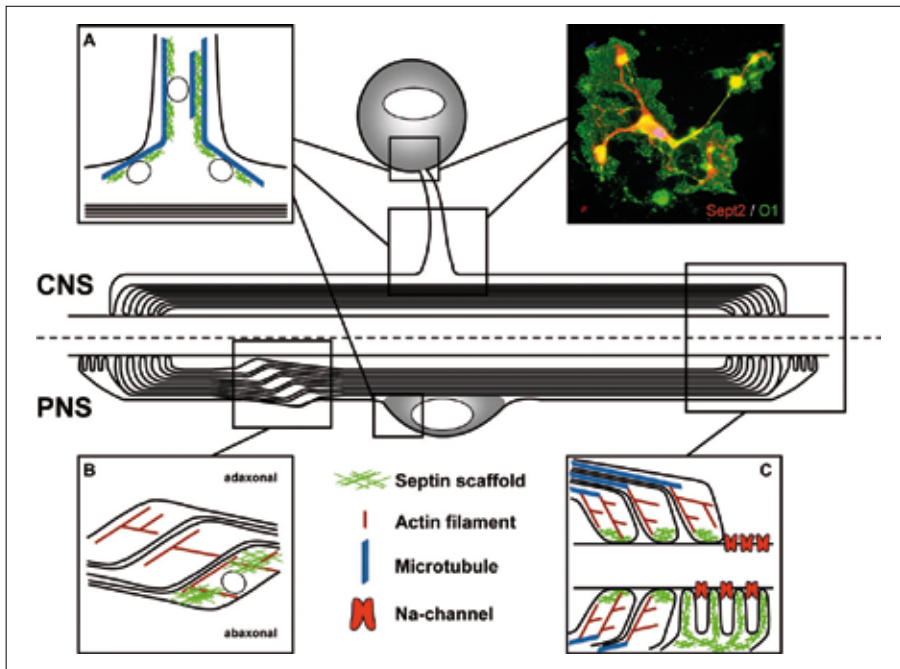 A
Sept2 / O1
CNS
PNS
B
adaxonal
abaxonal
Septin scaffold
Actin filament
Microtubule
Na-channel
C